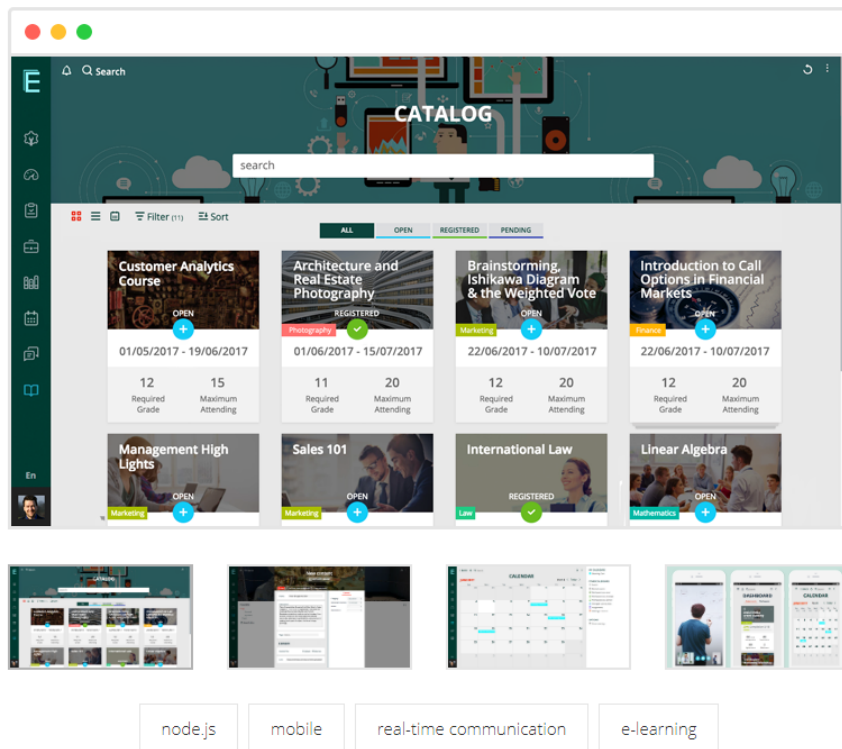 E
Search
CATALOG
search
Filter (11) Sort
ALL OPEN REGISTERED PENDING
Customer Analytics
Course
OPEN
01/05/2017 - 19/06/2017
12 15
Required Maximum
Grade Attending
Architecture and
Real Estate
Photography
REGISTERED
Photography
01/06/2017 - 15/07/2017
11 20
Required Maximum
Grade Attending
Brainstorming,
Ishikawa Diagram
& the Weighted Vote
OPEN
Marketing
22/06/2017 - 10/07/2017
12 20
Required Maximum
Grade Attending
Introduction to Call
Options in Financial
Markets
OPEN
Finance
22/06/2017 - 10/07/2017
12 20
Required Maximum
Grade Attending
Management High
Lights
OPEN
Marketing
Sales 101
OPEN
Marketing
International Law
REGISTERED
Law
Linear Algebra
OPEN
Mathematics
En
CATALOG
CALENDAR
DASHBOARD
CALENDAR
node.js
mobile
real-time communication
e-learning